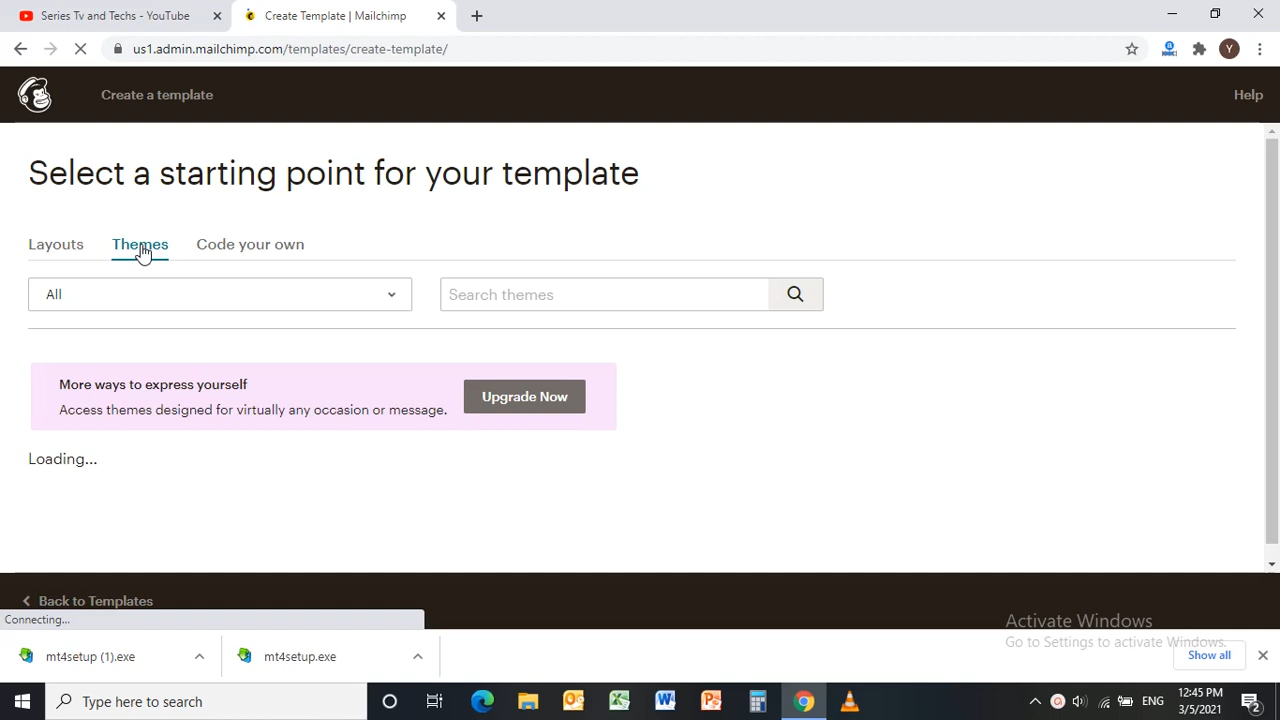 Series Tv and Techs - YouTube
Create Template | Mailchimp
us1.admin.mailchimp.com/templates/create-template/
Y
Create a template
Help
Select a starting point for your template
Layouts
Themes
Code your own
All
Search themes
More ways to express yourself
Access themes designed for virtually any occasion or message.
Upgrade Now
Loading...
Back to Templates
Connecting...
Activate Windows
Go to Settings to activate Windows.
mt4setup (1).exe
mt4setup.exe
Show all
Type here to search
ENG
12:45 PM
3/5/2021
2